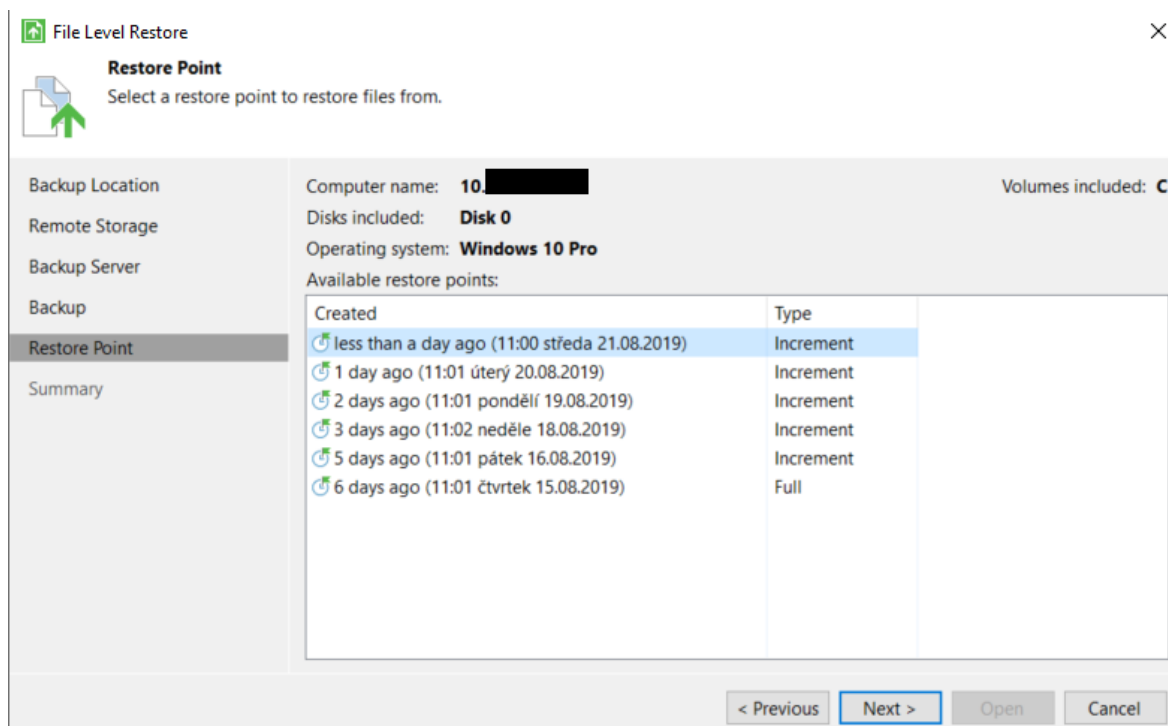 File Level Restore
Restore Point
Select a restore point to restore files from.
Backup Location
Remote Storage
Backup Server
Backup
Restore Point
Summary
Computer name: 10.
Volumes included: C
Disks included: Disk 0
Operating system: Windows 10 Pro
Available restore points:
Created Type
less than a day ago (11:00 středa 21.08.2019) Increment
1 day ago (11:01 úterý 20.08.2019) Increment
2 days ago (11:01 pondělí 19.08.2019) Increment
3 days ago (11:02 neděle 18.08.2019) Increment
5 days ago (11:01 pátek 16.08.2019) Increment
6 days ago (11:01 čtvrtek 15.08.2019) Full
< Previous Next > Open Cancel